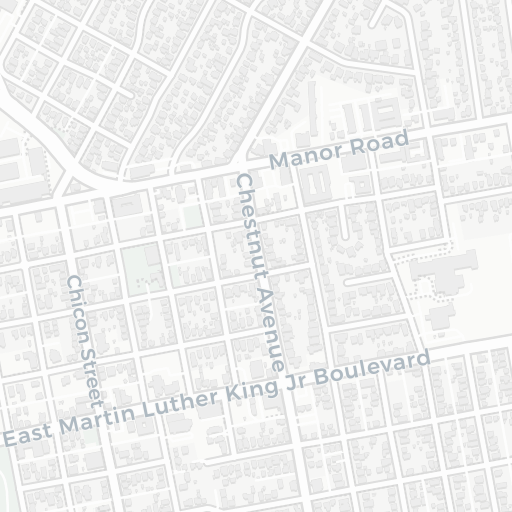 Manor Road
Chestnut Avenue
Chicon Street
East Martin Luther King Jr Boulevard